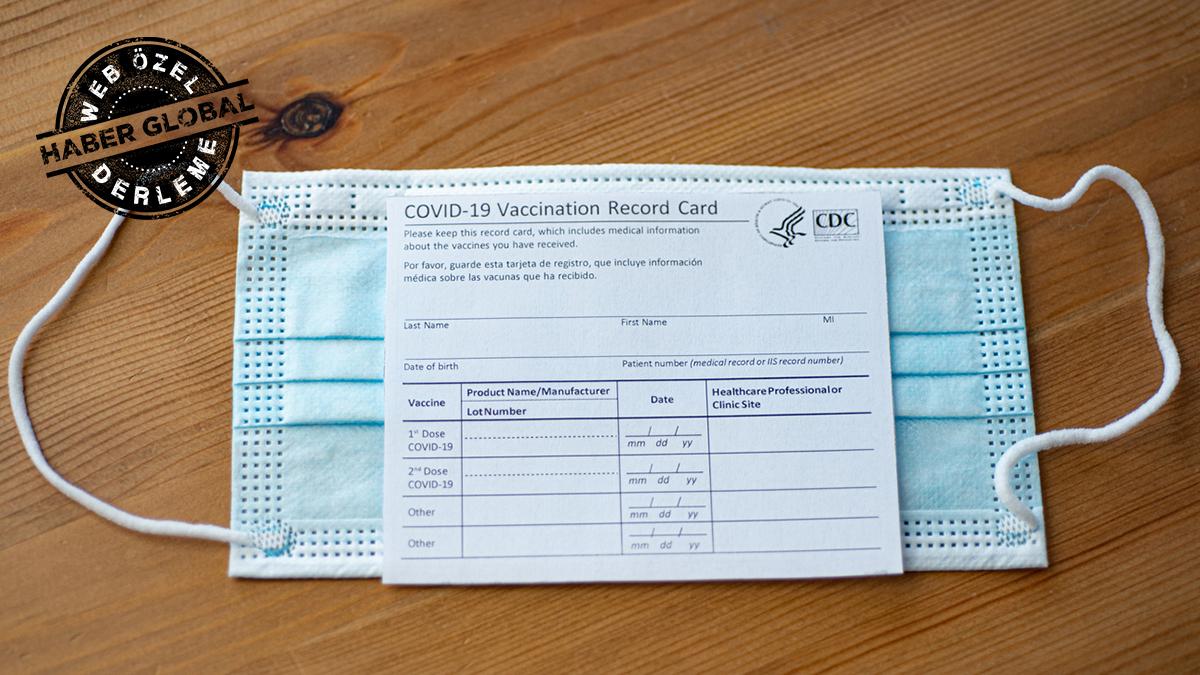 WEB ÖZEL
HABER GLOBAL
DERLEME
COVID-19 Vaccination Record Card
Please keep this record card, which includes medical information
about the vaccines you have received.
Por favor, guarde esta tarjeta de registro, que incluye información
médica sobre las vacunas que ha recibido.
CDC
Last Name First Name MI
Date of birth Patient number (medical record or IIS record number)
Vaccine Product Name/Manufacturer Date Healthcare Professional or
Lot Number Clinic Site
1st Dose
COVID-19 mm dd yy
2nd Dose
COVID-19 mm dd yy
Other mm dd yy
Other mm dd yy